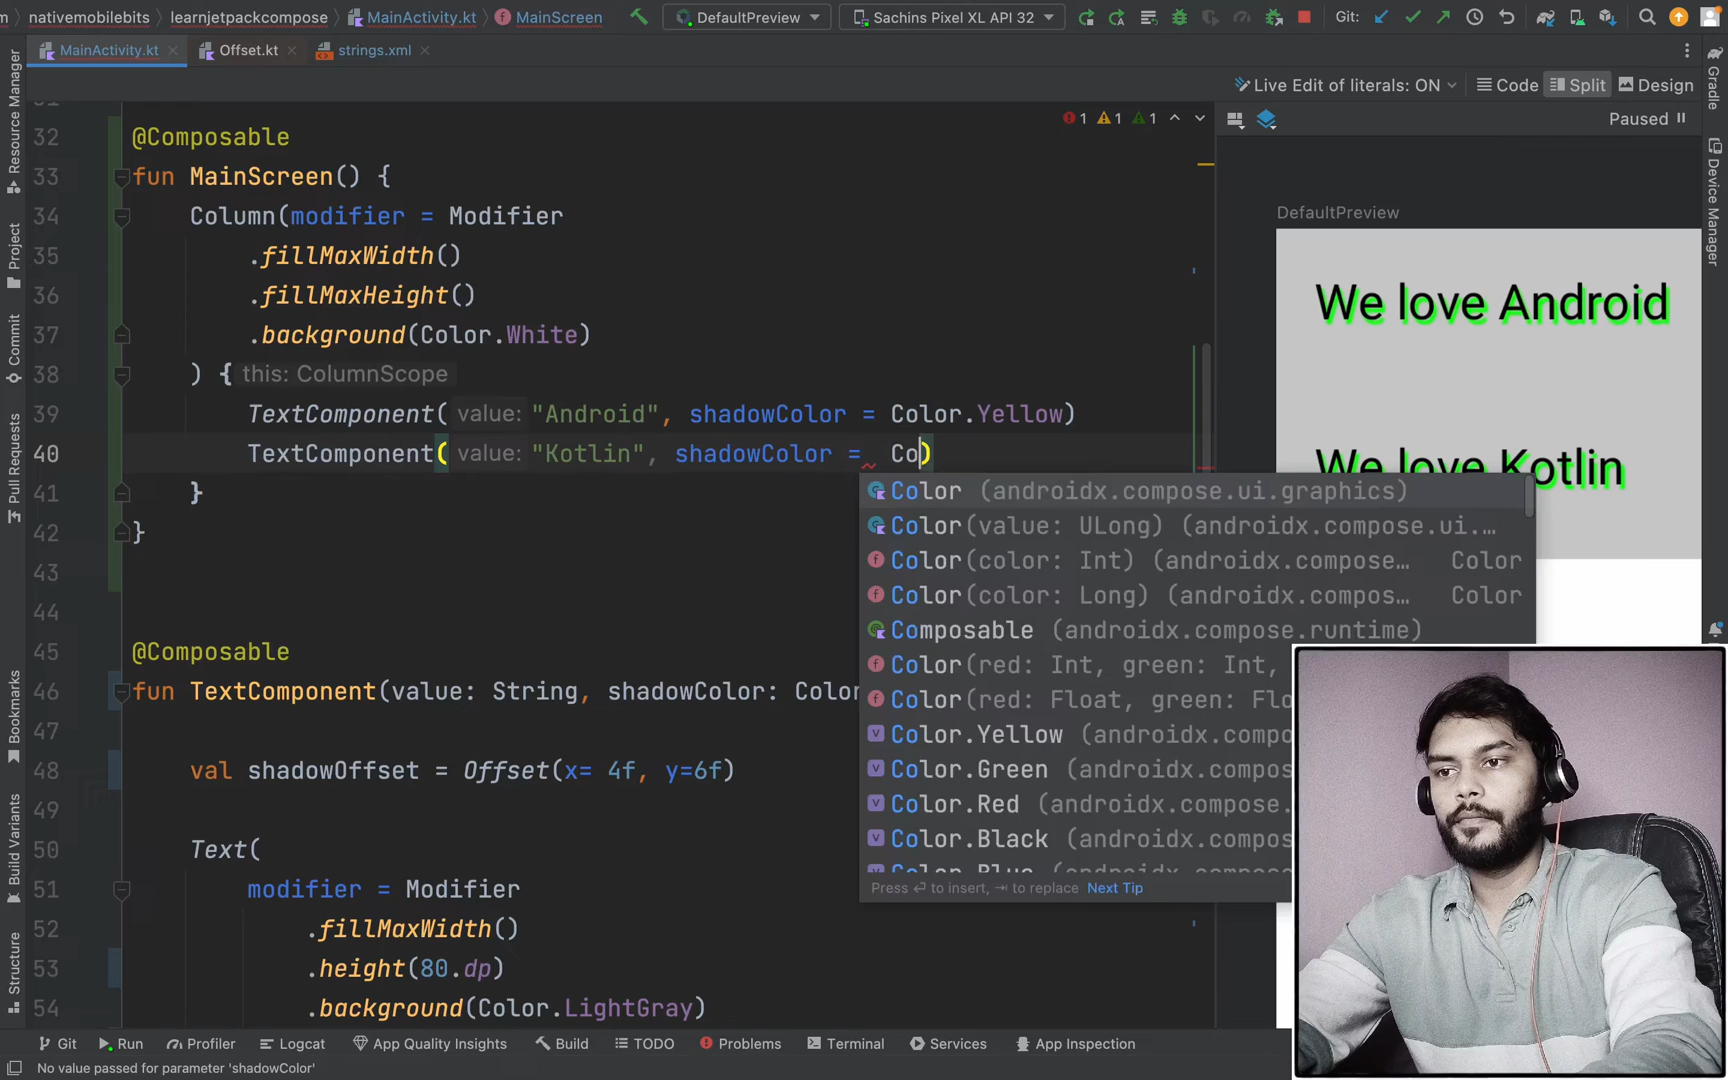 nativemobilebits learnjetpackcompose MainActivity.kt MainScreen DefaultPreview Sachins Pixel XL API 32 Git:
MainActivity.kt Offset.kt strings.xml
Live Edit of literals: ON Code Split Design
1 1 1 Paused
31
32 @Composable
33 fun MainScreen() {
34 Column(modifier = Modifier
35 .fillMaxWidth()
36 .fillMaxHeight()
37 .background(Color.White)
38 ) { this: ColumnScope
39 TextComponent( value: "Android", shadowColor = Color.Yellow)
40 TextComponent( value: "Kotlin", shadowColor = Co)
41 }
42 }
43
44
45 @Composable
46 fun TextComponent(value: String, shadowColor: Color
47
48 val shadowOffset = Offset(x= 4f, y=6f)
49
50 Text(
51 modifier = Modifier
52 .fillMaxWidth()
53 .height(80.dp)
54 .background(Color.LightGray)
Color (androidx.compose.ui.graphics)
Color(value: ULong) (androidx.compose.ui.…
Color(color: Int) (androidx.compose… Color
Color(color: Long) (androidx.compos… Color
Composable (androidx.compose.runtime)
Color(red: Int, green: Int,
Color(red: Float, green: Flo
Color.Yellow (androidx.compo
Color.Green (androidx.compos
Color.Red (androidx.compose.
Color.Black (androidx.compos
Color.Blue (androidx.compose
Press ⏎ to insert, ⇥ to replace Next Tip
DefaultPreview
We love Android
We love Kotlin
Resource Manager
Project
Commit
Pull Requests
Bookmarks
Build Variants
Structure
Gradle
Device Manager
Git Run Profiler Logcat App Quality Insights Build TODO Problems Terminal Services App Inspection
No value passed for parameter 'shadowColor'